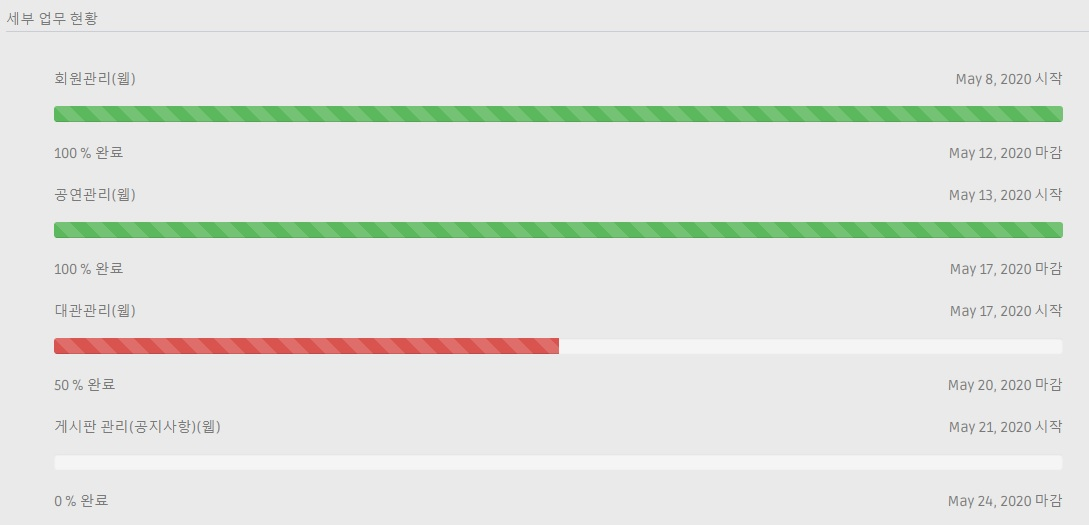 세부 업무 현황
회원관리(웹) May 8, 2020 시작
100 % 완료 May 12, 2020 마감
공연관리(웹) May 13, 2020 시작
100 % 완료 May 17, 2020 마감
대관관리(웹) May 17, 2020 시작
50 % 완료 May 20, 2020 마감
게시판 관리(공지사항)(웹) May 21, 2020 시작
0 % 완료 May 24, 2020 마감